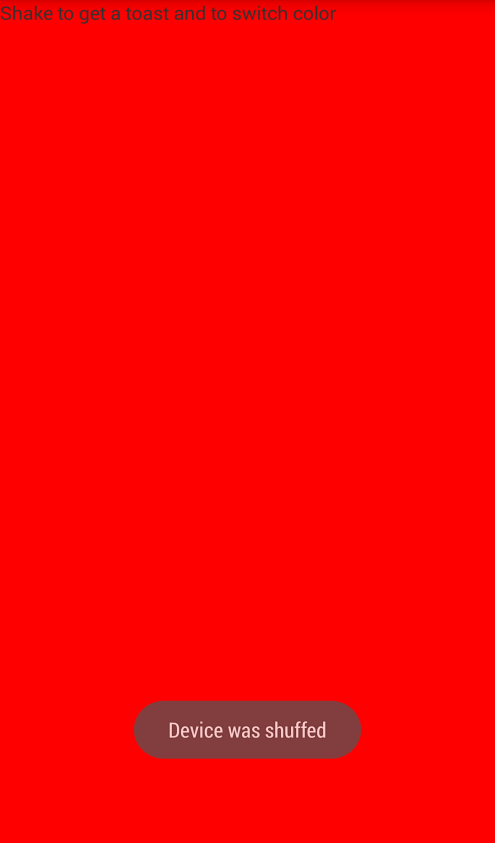 Shake to get a toast and to switch color
Device was shuffed